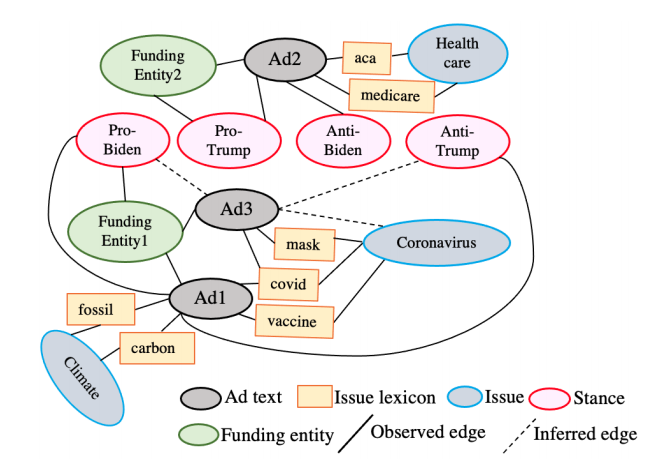 Funding
Entity2
Ad2
aca
Health
care
medicare
Pro-
Biden
Pro-
Trump
Anti-
Biden
Anti-
Trump
Ad3
Funding
Entity1
mask
Coronavirus
covid
Ad1
fossil
vaccine
carbon
Climate
Ad text
Issue lexicon
Issue
Stance
Funding entity
Observed edge
Inferred edge